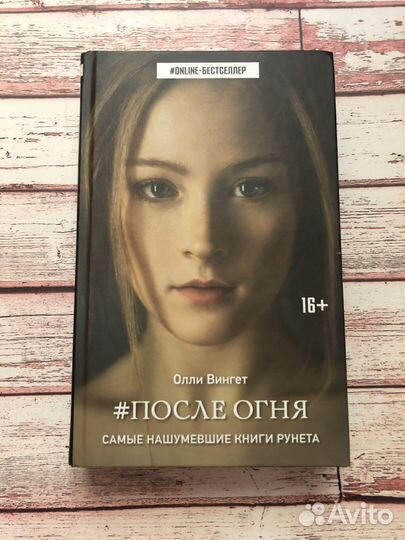 #ONLINE-БЕСТСЕЛЛЕР
16+
Олли Вингет
#ПОСЛЕ ОГНЯ
САМЫЕ НАШУМЕВШИЕ КНИГИ РУНЕТА
Avito